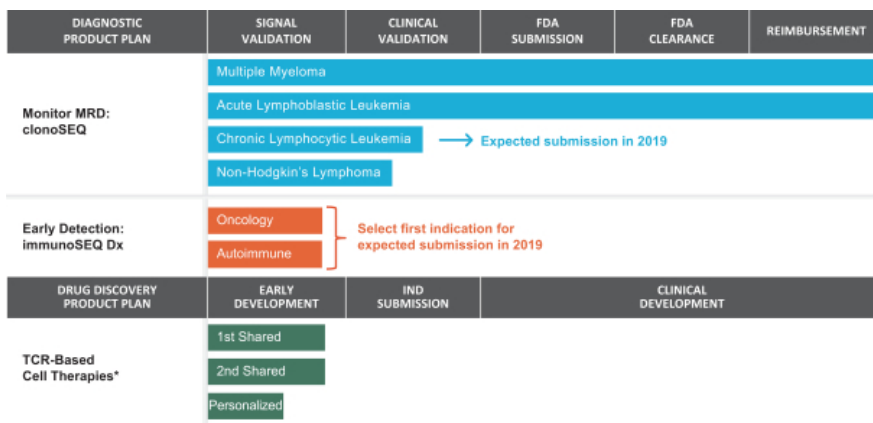 DIAGNOSTIC
PRODUCT PLAN
SIGNAL
VALIDATION
CLINICAL
VALIDATION
FDA
SUBMISSION
FDA
CLEARANCE
REIMBURSEMENT
Monitor MRD:
clonoSEQ
Multiple Myeloma
Acute Lymphoblastic Leukemia
Chronic Lymphocytic Leukemia
Expected submission in 2019
Non-Hodgkin's Lymphoma
Early Detection:
immunoSEQ Dx
Oncology
Autoimmune
Select first indication for
expected submission in 2019
DRUG DISCOVERY
PRODUCT PLAN
EARLY
DEVELOPMENT
IND
SUBMISSION
CLINICAL
DEVELOPMENT
TCR-Based
Cell Therapies*
1st Shared
2nd Shared
Personalized